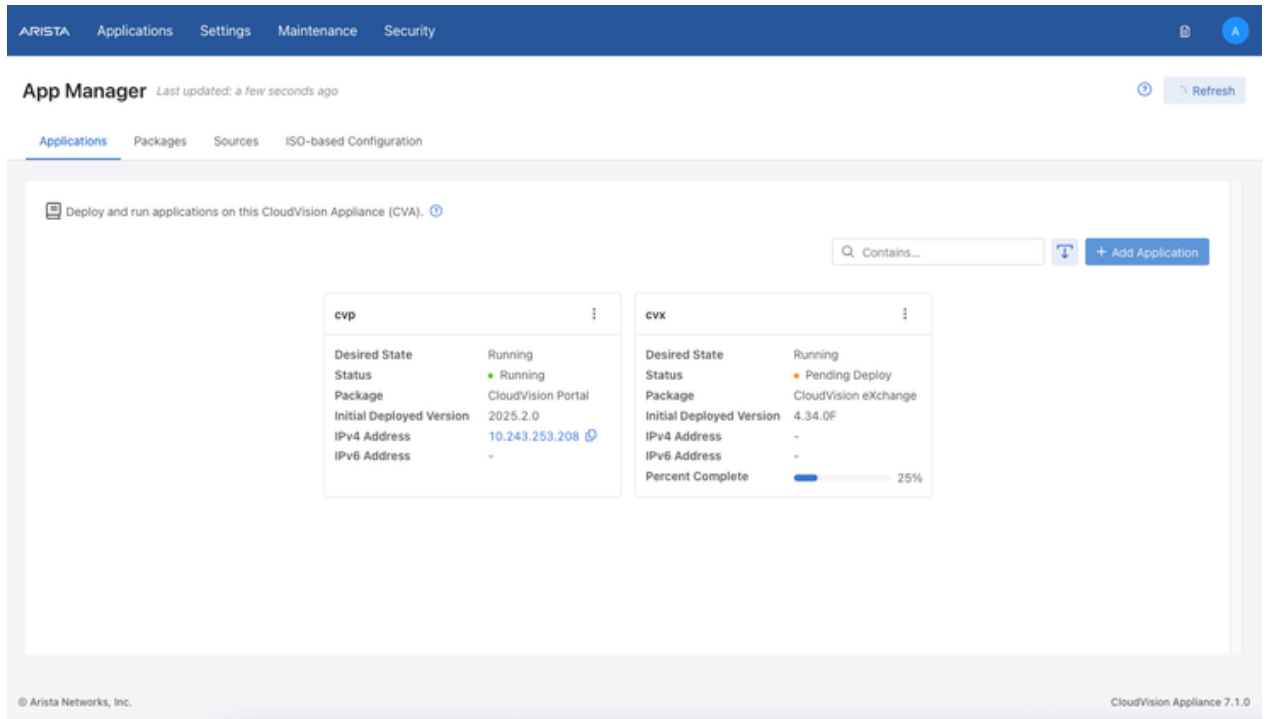 ARISTA Applications Settings Maintenance Security A
App Manager Last updated: a few seconds ago Refresh
Applications Packages Sources ISO-based Configuration
Deploy and run applications on this CloudVision Appliance (CVA).
Contains... + Add Application
cvp
Desired State Running
Status Running
Package CloudVision Portal
Initial Deployed Version 2025.2.0
IPv4 Address 10.243.253.208
IPv6 Address -
cvx
Desired State Running
Status Pending Deploy
Package CloudVision eXchange
Initial Deployed Version 4.34.0F
IPv4 Address -
IPv6 Address -
Percent Complete 25%
© Arista Networks, Inc. CloudVision Appliance 7.1.0